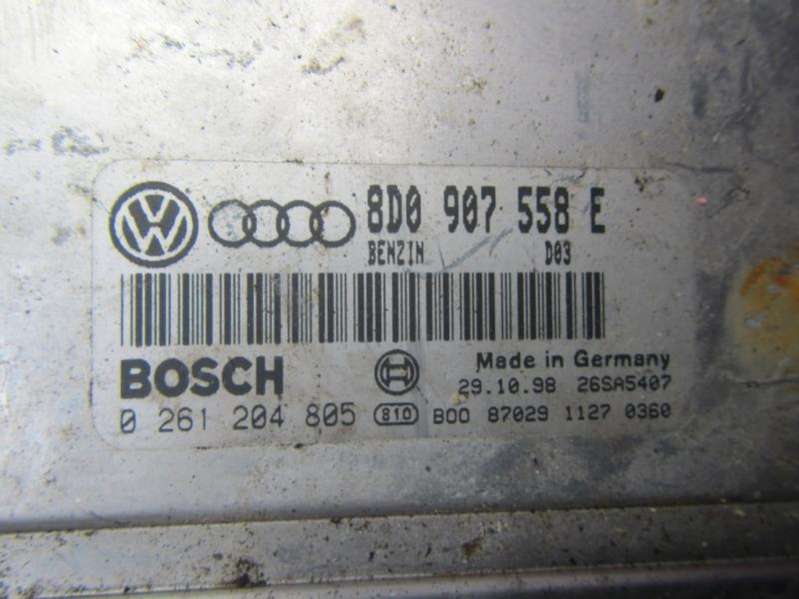 8D0 907 558 E
BENZIN D03
BOSCH
Made in Germany
29.10.98 26SA5407
0 261 204 805 810 B00 87029 1127 0360